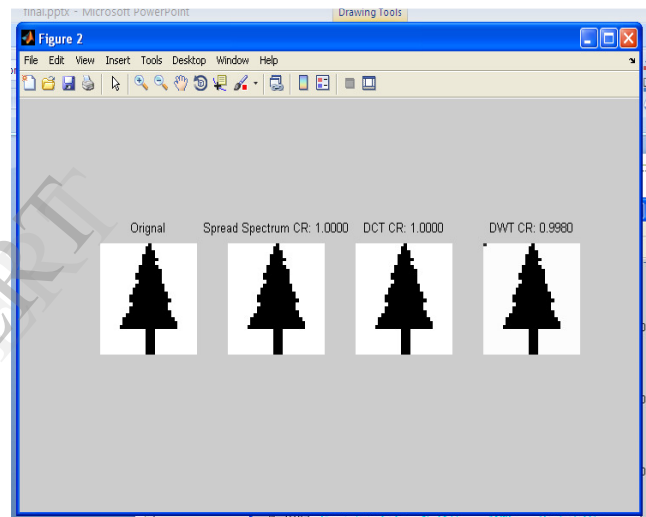 final.pptx - Microsoft PowerPoint
Drawing Tools
Figure 2
File Edit View Insert Tools Desktop Window Help
Orignal
Spread Spectrum CR: 1.0000
DCT CR: 1.0000
DWT CR: 0.9980
ERT